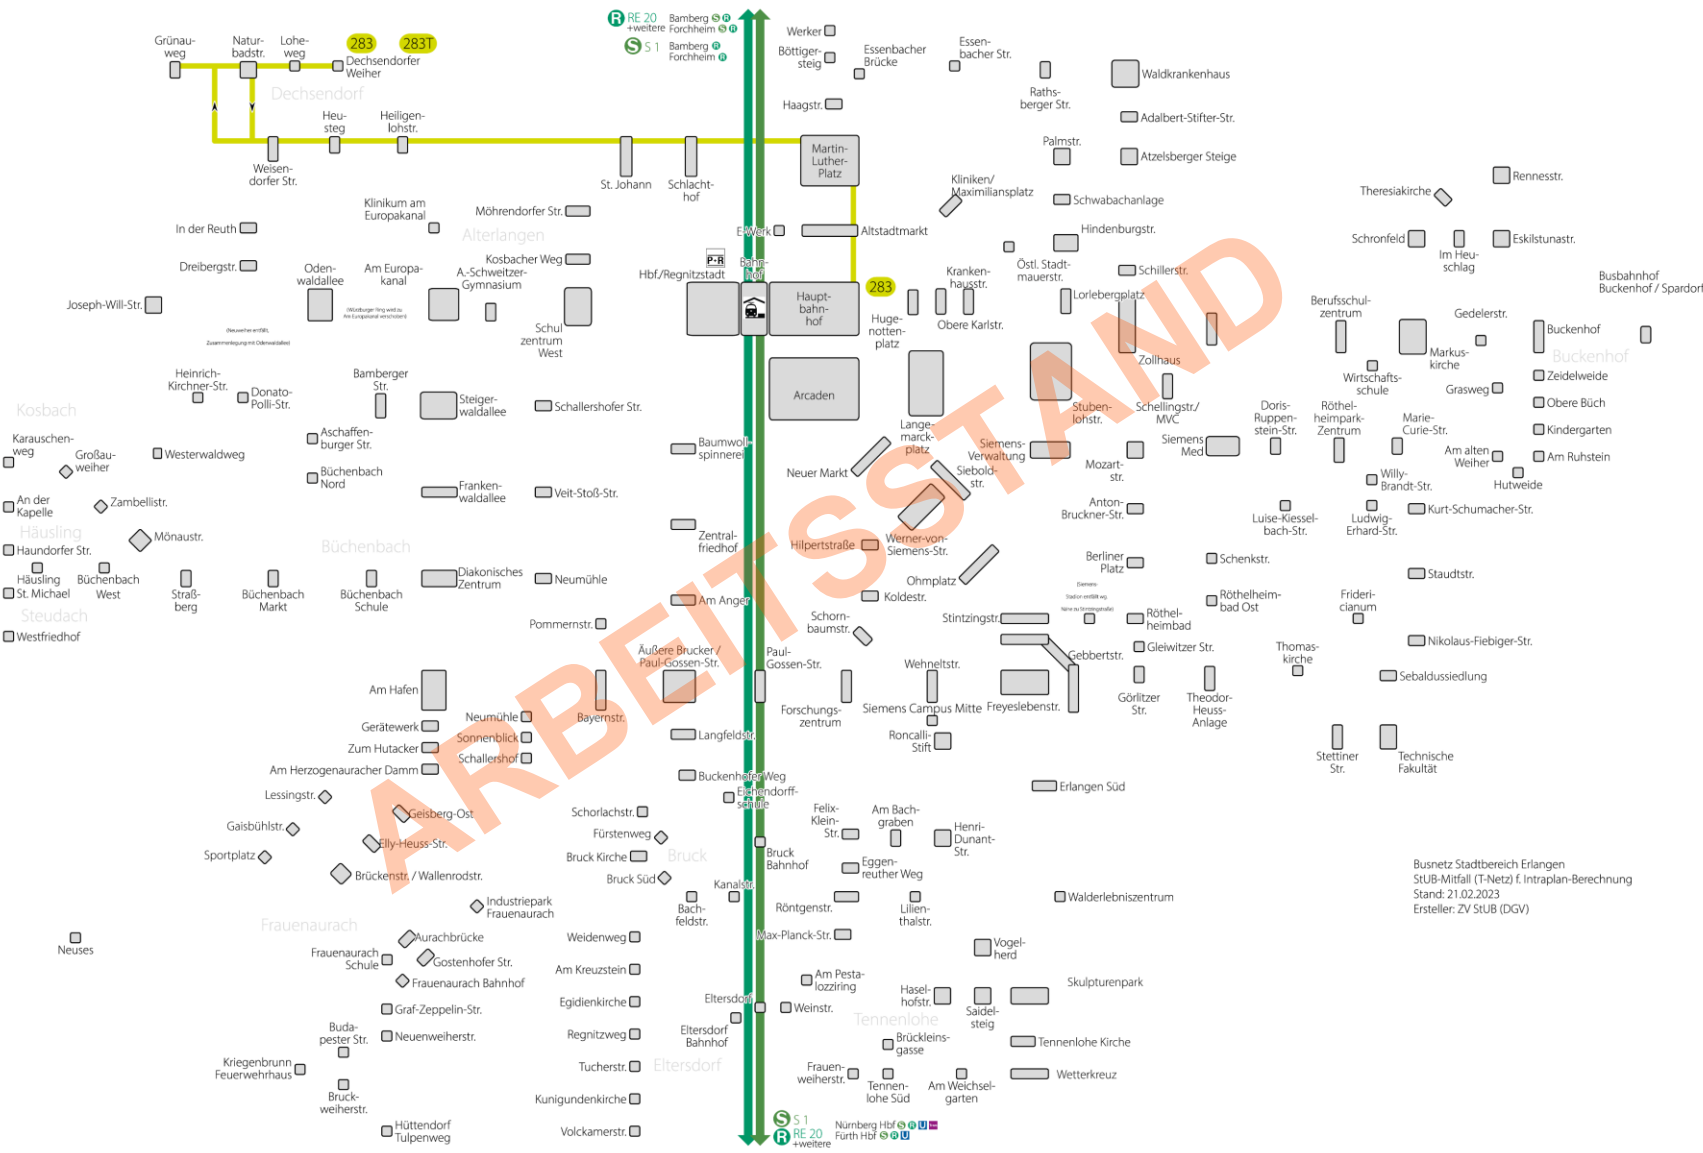 RE 20
+weitere
Bamberg S R
Forchheim S R
S 1
Bamberg R
Forchheim R
Grünau-
weg
Natur-
badstr.
Lohe-
weg
283
283T
Dechsendorfer
Weiher
Dechsendorf
Weisen-
dorfer Str.
Heu-
steg
Heiligen-
lohstr.
St. Johann
Schlacht-
hof
Martin-
Luther-
Platz
Werker
Böttiger-
steig
Essenbacher
Brücke
Haagstr.
Essen-
bacher Str.
Raths-
berger Str.
Waldkrankenhaus
Adalbert-Stifter-Str.
Palmstr.
Atzelsberger Steige
Kliniken/
Maximiliansplatz
Schwabachanlage
Theresiakirche
Rennesstr.
In der Reuth
Klinikum am
Europakanal
Möhrendorfer Str.
Alterlangen
E-Werk
Altstadtmarkt
Hindenburgstr.
Östl. Stadt-
mauerstr.
Schronfeld
Im Heu-
schlag
Eskilstunastr.
Dreibergstr.
Oden-
waldallee
Am Europa-
kanal
A.-Schweitzer-
Gymnasium
Kosbacher Weg
P+R
Hbf./Regnitzstadt
Bahn-
hof
283
Haupt-
bahn-
hof
Kranken-
hausstr.
Schillerstr.
Busbahnhof
Buckenhof / Spardorf
Joseph-Will-Str.
(Würzburger Ring wird zu
Am Europakanal verschoben)
(Neuweiher entfällt,
Zusammenlegung mit Odenwaldallee)
Schul
zentrum
West
Huge-
notten-
platz
Obere Karlstr.
Lorlebergplatz
Zollhaus
Berufsschul-
zentrum
Gedelerstr.
Markus-
kirche
Buckenhof
Buckenhof
Heinrich-
Kirchner-Str.
Donato-
Polli-Str.
Bamberger
Str.
Steiger-
waldallee
Schallershofer Str.
Arcaden
Stuben-
lohstr.
Schellingstr./
MVC
Wirtschafts-
schule
Grasweg
Zeidelweide
Obere Büch
Kosbach
Karauschen-
weg
Großau-
weiher
Westerwaldweg
Aschaffen-
burger Str.
Büchenbach
Nord
Baumwoll-
spinnerei
Lange-
marck-
platz
Neuer Markt
Siebold-
str.
Siemens-
Verwaltung
Mozart-
str.
Siemens
Med
Doris-
Ruppen-
stein-Str.
Röthel-
heimpark-
Zentrum
Marie-
Curie-Str.
Kindergarten
Am alten
Weiher
Am Ruhstein
Hutweide
An der
Kapelle
Zambellistr.
Franken-
waldallee
Veit-Stoß-Str.
Anton-
Bruckner-Str.
Luise-Kiessel-
bach-Str.
Willy-
Brandt-Str.
Ludwig-
Erhard-Str.
Kurt-Schumacher-Str.
Häusling
Haundorfer Str.
Mönaustr.
Büchenbach
Zentral-
friedhof
Hilpertstraße
Werner-von-
Siemens-Str.
Ohmplatz
Berliner
Platz
Schenkstr.
Häusling
St. Michael
Büchenbach
West
Straß-
berg
Büchenbach
Markt
Büchenbach
Schule
Diakonisches
Zentrum
Neumühle
Am Anger
Koldestr.
(Siemens-
Stadion entfällt wg.
Nähe zu Stintzingstraße)
Röthelheim-
bad Ost
Frideri-
cianum
Staudtstr.
Steudach
Westfriedhof
Pommernstr.
Schorn-
baumstr.
Stintzingstr.
Röthel-
heimbad
Gleiwitzer Str.
Thomas-
kirche
Nikolaus-Fiebiger-Str.
Am Hafen
Äußere Brucker /
Paul-Gossen-Str.
Paul-
Gossen-Str.
Wehneltstr.
Gebbertstr.
Sebaldussiedlung
Gerätewerk
Neumühle
Bayernstr.
Forschungs-
zentrum
Siemens Campus Mitte
Freyeslebenstr.
Görlitzer
Str.
Theodor-
Heuss-
Anlage
Zum Hutacker
Sonnenblick
Langfeldstr.
Roncalli-
Stift
Stettiner
Str.
Technische
Fakultät
Am Herzogenauracher Damm
Schallershof
Buckenhofer Weg
Erlangen Süd
Lessingstr.
Eichendorff-
schule
Geisberg-Ost
Schorlachstr.
Felix-
Klein-
Str.
Am Bach-
graben
Henri-
Dunant-
Str.
Gaisbühlstr.
Elly-Heuss-Str.
Fürstenweg
Sportplatz
Bruck Kirche
Bruck
Bruck
Bahnhof
Eggen-
reuther Weg
Brückenstr. / Wallenrodstr.
Bruck Süd
Kanalstr.
Bach-
feldstr.
Röntgenstr.
Lilien-
thalstr.
Walderlebniszentrum
Busnetz Stadtbereich Erlangen
StUB-Mitfall (T-Netz) f. Intraplan-Berechnung
Stand: 21.02.2023
Ersteller: ZV StUB (DGV)
Industriepark
Frauenaurach
Frauenaurach
Neuses
Aurachbrücke
Frauenaurach
Schule
Gostenhofer Str.
Frauenaurach Bahnhof
Weidenweg
Max-Planck-Str.
Vogel-
herd
Am Kreuzstein
Am Pesta-
lozziring
Skulpturenpark
Graf-Zeppelin-Str.
Egidienkirche
Eltersdorf
Weinstr.
Hasel-
hofstr.
Saidel-
steig
Tennenlohe
Buda-
pester Str.
Neuenweiherstr.
Regnitzweg
Eltersdorf
Bahnhof
Brückleins-
gasse
Tennenlohe Kirche
Kriegenbrunn
Feuerwehrhaus
Tucherstr.
Eltersdorf
Frauen-
weiherstr.
Tennen-
lohe Süd
Am Weichsel-
garten
Wetterkreuz
Bruck-
weiherstr.
Kunigundenkirche
Hüttendorf
Tulpenweg
Volckamerstr.
S 1
RE 20
+weitere
Nürnberg Hbf S R U
Fürth Hbf S R U
ARBEITSSTAND